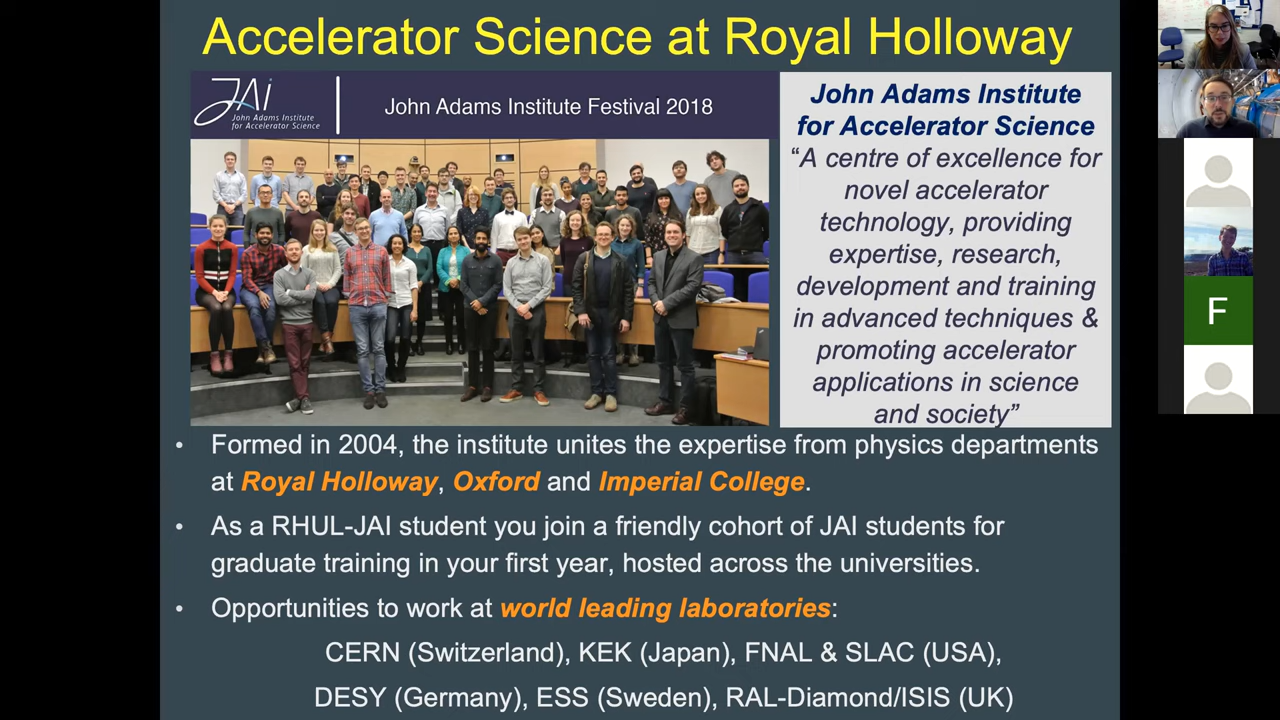 Accelerator Science at Royal Holloway
JAI
John Adams Institute
for Accelerator Science
John Adams Institute Festival 2018
John Adams Institute
for Accelerator Science
“A centre of excellence for
novel accelerator
technology, providing
expertise, research,
development and training
in advanced techniques &
promoting accelerator
applications in science
and society”
• Formed in 2004, the institute unites the expertise from physics departments
at Royal Holloway, Oxford and Imperial College.
• As a RHUL-JAI student you join a friendly cohort of JAI students for
graduate training in your first year, hosted across the universities.
• Opportunities to work at world leading laboratories:
CERN (Switzerland), KEK (Japan), FNAL & SLAC (USA),
DESY (Germany), ESS (Sweden), RAL-Diamond/ISIS (UK)
F